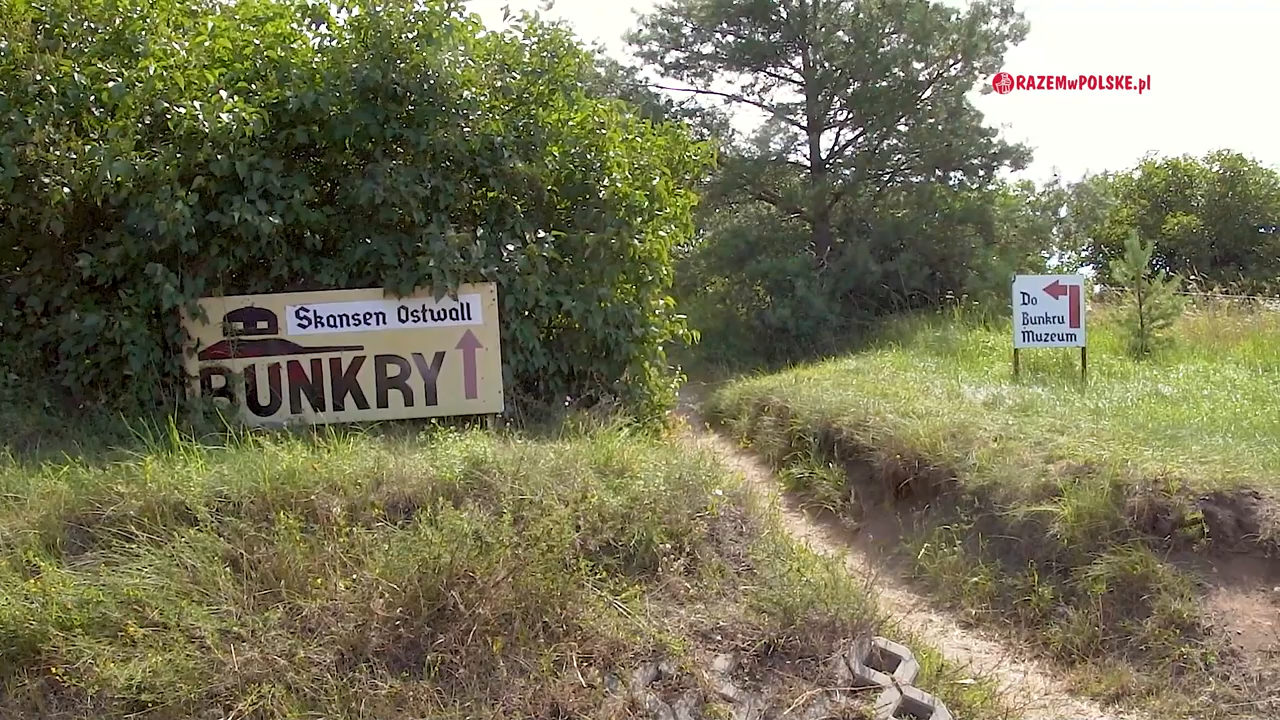 RAZEMwPOLSKE.pl
Skansen Ostwall
BUNKRY
Do
Bunkru
Muzeum